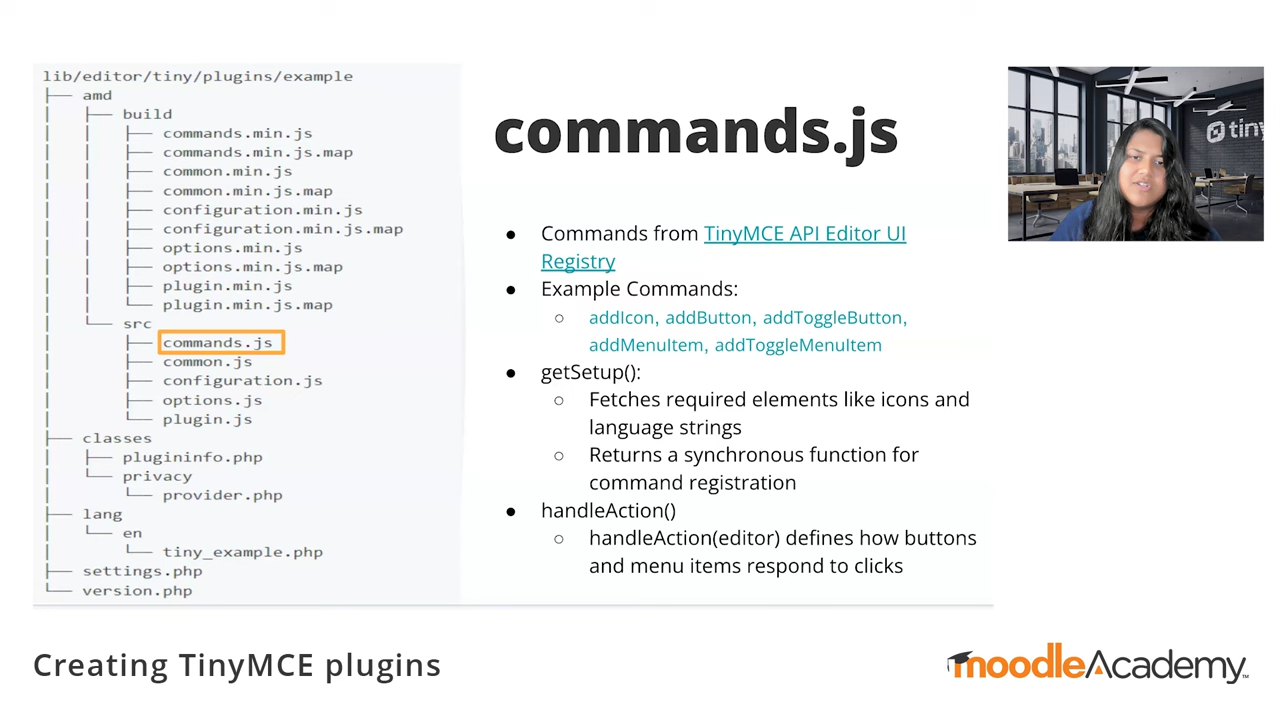 lib/editor/tiny/plugins/example
├── amd
│   ├── build
│   │   ├── commands.min.js
│   │   ├── commands.min.js.map
│   │   ├── common.min.js
│   │   ├── common.min.js.map
│   │   ├── configuration.min.js
│   │   ├── configuration.min.js.map
│   │   ├── options.min.js
│   │   ├── options.min.js.map
│   │   ├── plugin.min.js
│   │   └── plugin.min.js.map
│   └── src
│       ├── commands.js
│       ├── common.js
│       ├── configuration.js
│       ├── options.js
│       └── plugin.js
├── classes
│   ├── plugininfo.php
│   └── privacy
│       └── provider.php
├── lang
│   └── en
│       └── tiny_example.php
├── settings.php
└── version.php
commands.js
● Commands from TinyMCE API Editor UI
Registry
● Example Commands:
○ addIcon, addButton, addToggleButton,
addMenuItem, addToggleMenuItem
● getSetup():
○ Fetches required elements like icons and
language strings
○ Returns a synchronous function for
command registration
● handleAction()
○ handleAction(editor) defines how buttons
and menu items respond to clicks
tiny
Creating TinyMCE plugins
moodleAcademy™